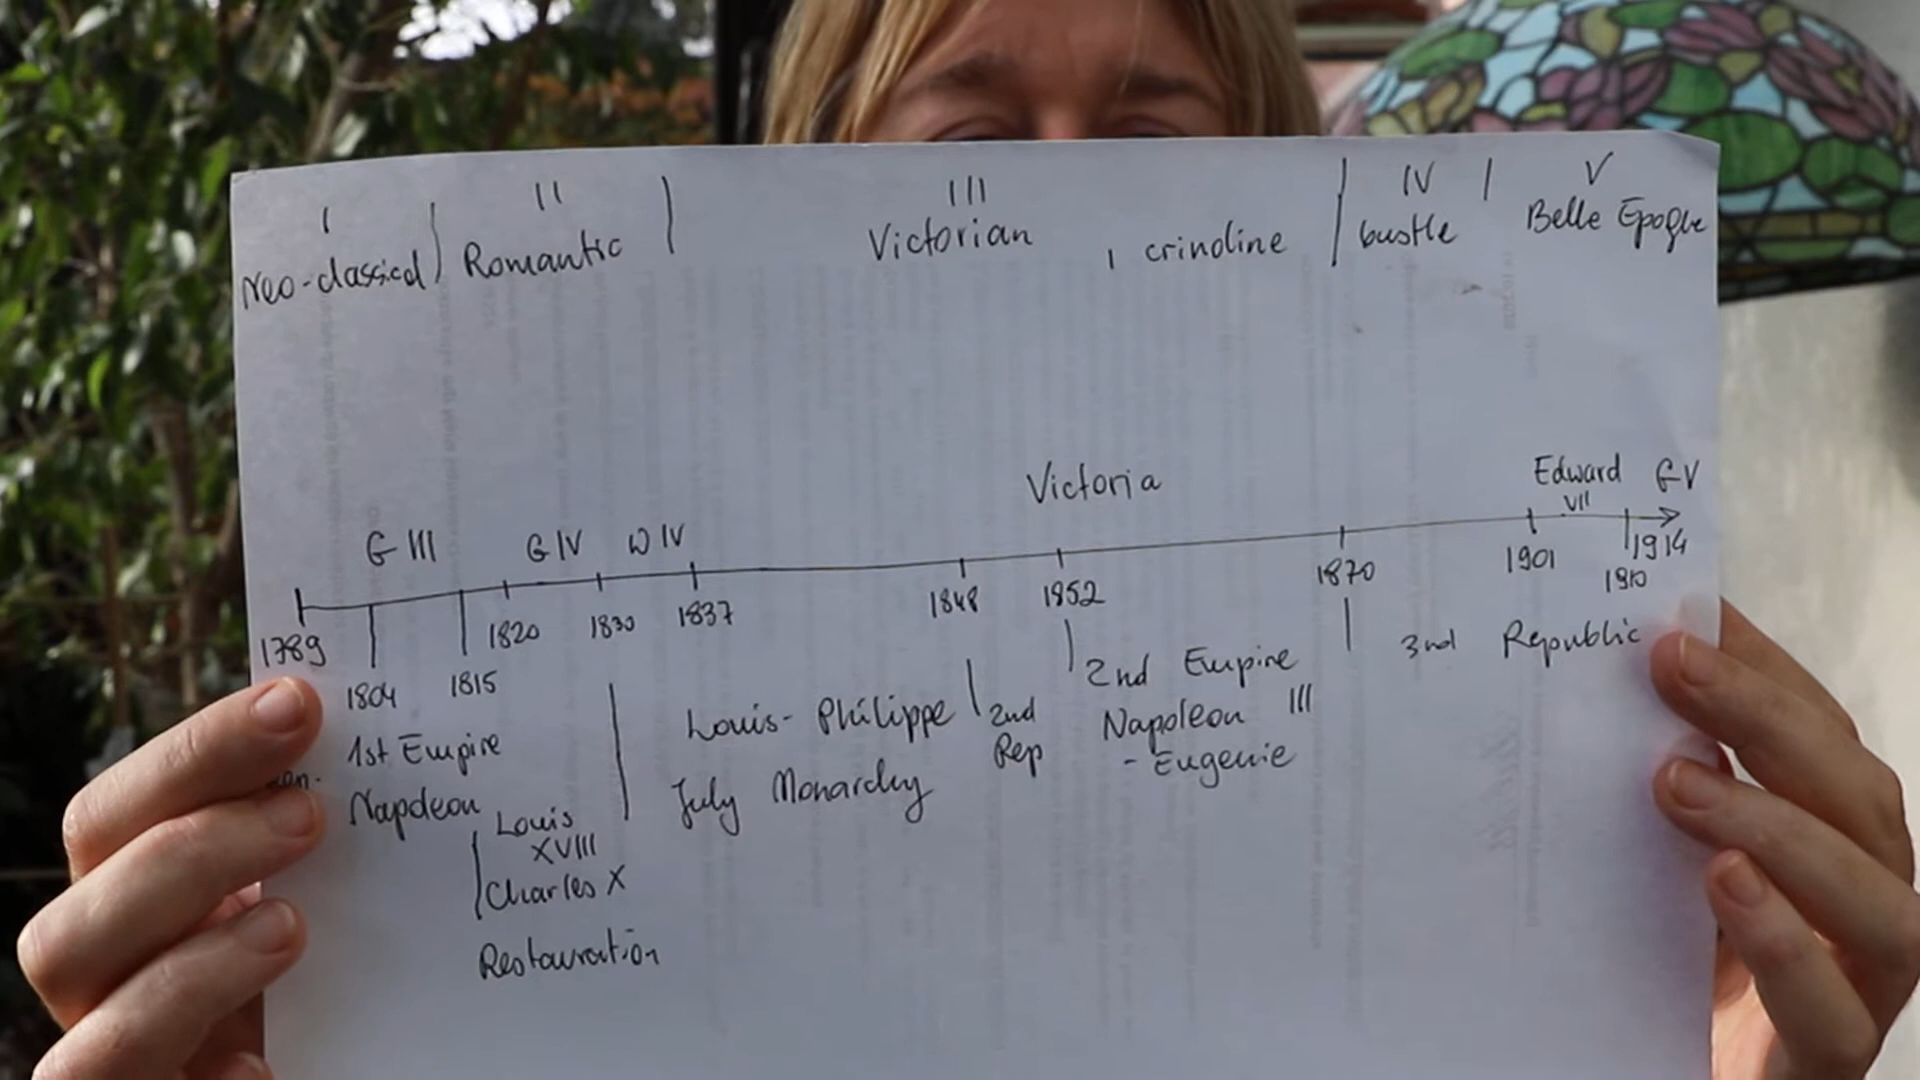 I II III IV V
Neo-classical Romantic Victorian crinoline bustle Belle Epoque
Victoria Edward VII G V
G III G IV W IV
1789 1804 1815 1820 1830 1837 1848 1852 1870 1901 1910 1914
1st Empire
Napoleon
Louis
XVIII
Charles X
Restauration
Louis-Philippe
July Monarchy
2nd
Rep
2nd Empire
Napoleon III
- Eugenie
3rd Republic